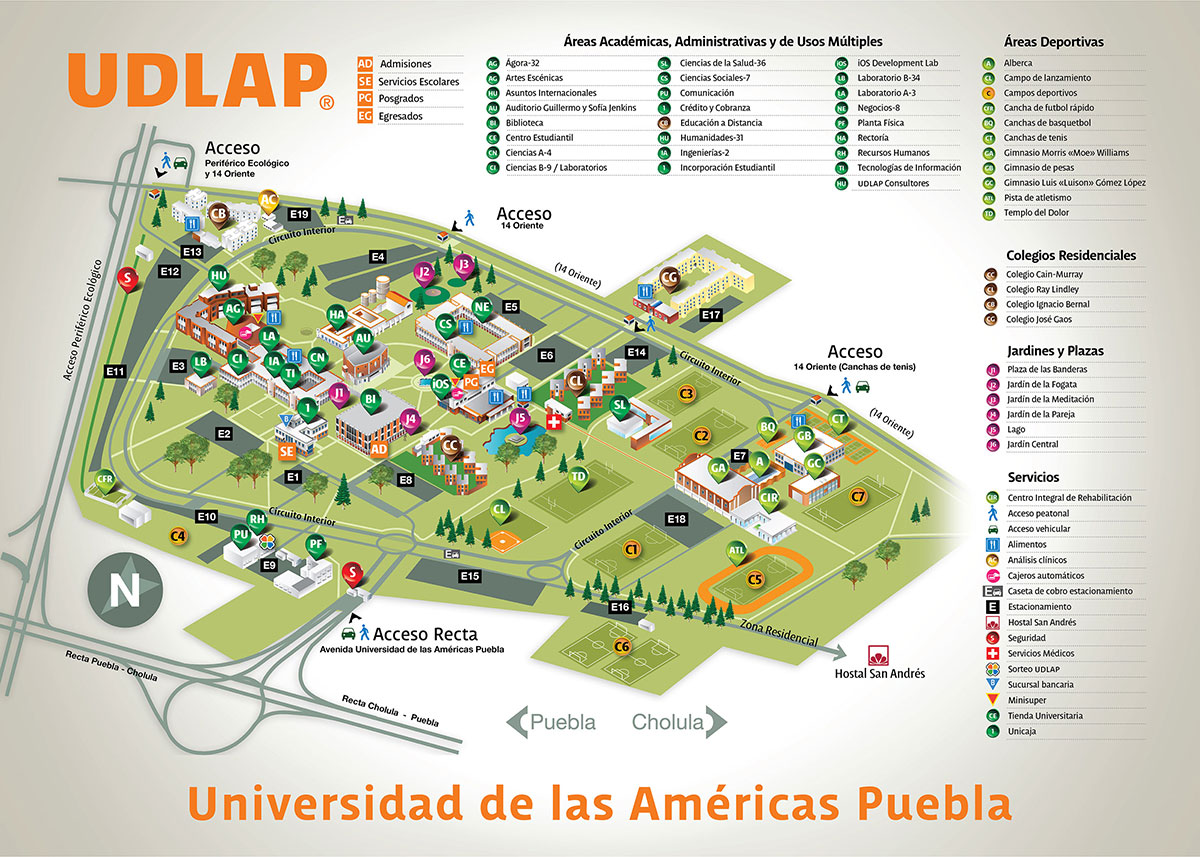 UDLAP®
AD Admisiones
SE Servicios Escolares
PG Posgrados
EG Egresados
Áreas Académicas, Administrativas y de Usos Múltiples
AG Ágora-32
AG Artes Escénicas
HU Asuntos Internacionales
AU Auditorio Guillermo y Sofía Jenkins
BI Biblioteca
CE Centro Estudiantil
CN Ciencias A-4
CI Ciencias B-9 / Laboratorios
SL Ciencias de la Salud-36
CS Ciencias Sociales-7
PU Comunicación
1 Crédito y Cobranza
CB Educación a Distancia
HU Humanidades-31
IA Ingenierías-2
1 Incorporación Estudiantil
iOS iOS Development Lab
LB Laboratorio B-34
LA Laboratorio A-3
NE Negocios-8
PF Planta Física
HA Rectoría
RH Recursos Humanos
TI Tecnologías de Información
HU UDLAP Consultores
Áreas Deportivas
A Alberca
CL Campo de lanzamiento
C Campos deportivos
CFR Cancha de futbol rápido
BQ Canchas de basquetbol
CT Canchas de tenis
GA Gimnasio Morris «Moe» Williams
GB Gimnasio de pesas
GC Gimnasio Luis «Luison» Gómez López
ATL Pista de atletismo
TD Templo del Dolor
Colegios Residenciales
CC Colegio Cain-Murray
CL Colegio Ray Lindley
CB Colegio Ignacio Bernal
CG Colegio José Gaos
Jardines y Plazas
J1 Plaza de las Banderas
J2 Jardín de la Fogata
J3 Jardín de la Meditación
J4 Jardín de la Pareja
J5 Lago
J6 Jardín Central
Servicios
CIR Centro Integral de Rehabilitación
Acceso peatonal
Acceso vehicular
Alimentos
Análisis clínicos
Cajeros automáticos
E Caseta de cobro estacionamiento
E Estacionamiento
Hostal San Andrés
S Seguridad
Servicios Médicos
Sorteo UDLAP
B Sucursal bancaria
Minisuper
CE Tienda Universitaria
1 Unicaja
Acceso
Periférico Ecológico
y 14 Oriente
Acceso
14 Oriente
(14 Oriente)
Acceso
14 Oriente (Canchas de tenis)
(14 Oriente)
Acceso Periférico Ecológico
Circuito Interior
Circuito Interior
Circuito Interior
Circuito Interior
CB
AC
E19
E
E13
E12
S
HU
E4
J2
J3
CG
E17
AG
HA
AU
CS
NE
E5
LA
E3
LB
CI
IA
TI
CN
J6
CE
EG
PG
iOS
E6
E14
CL
E11
1
B
J1
BI
J4
J5
SL
C3
C2
E2
SE
AD
CC
BQ
GB
CT
E7
A
GA
GC
CIR
C7
CFR
E1
E8
TD
CL
E18
E10
C4
RH
PU
PF
E9
S
E
E15
C1
ATL
C5
E16
C6
N
Acceso Recta
Avenida Universidad de las Américas Puebla
Zona Residencial
Hostal San Andrés
Recta Puebla - Cholula
Recta Cholula - Puebla
Puebla
Cholula
Universidad de las Américas Puebla